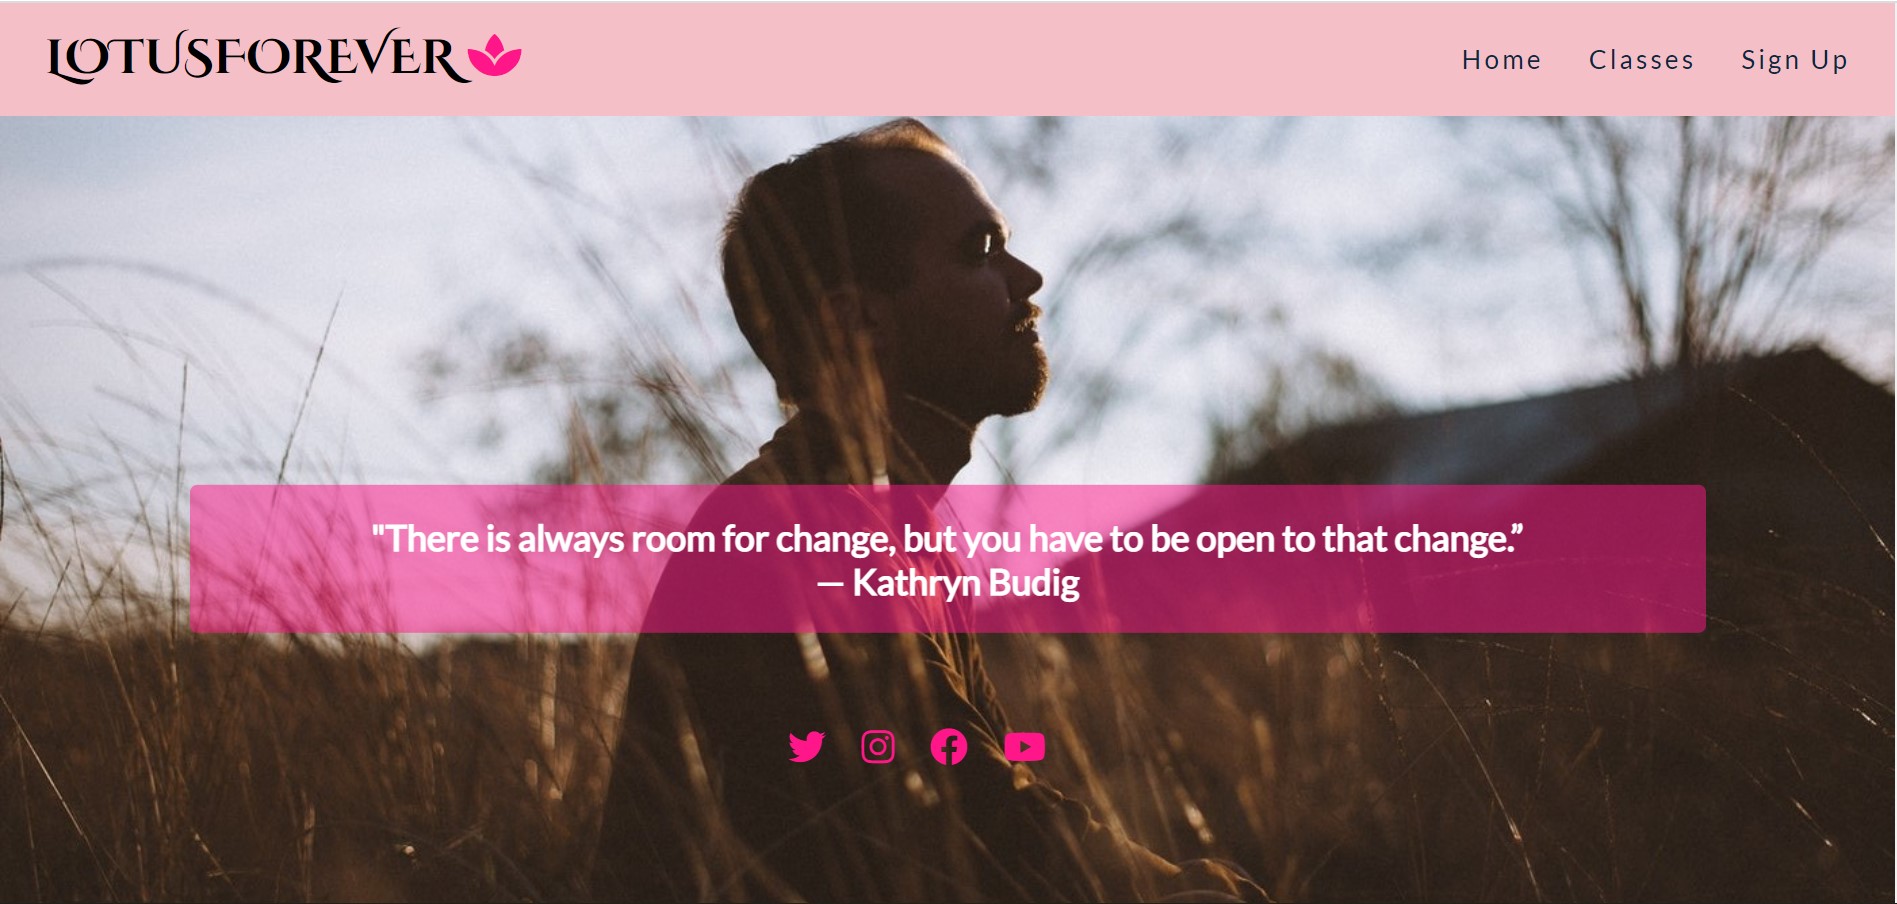 LOTUSFOREVER
Home Classes Sign Up
"There is always room for change, but you have to be open to that change.”
— Kathryn Budig